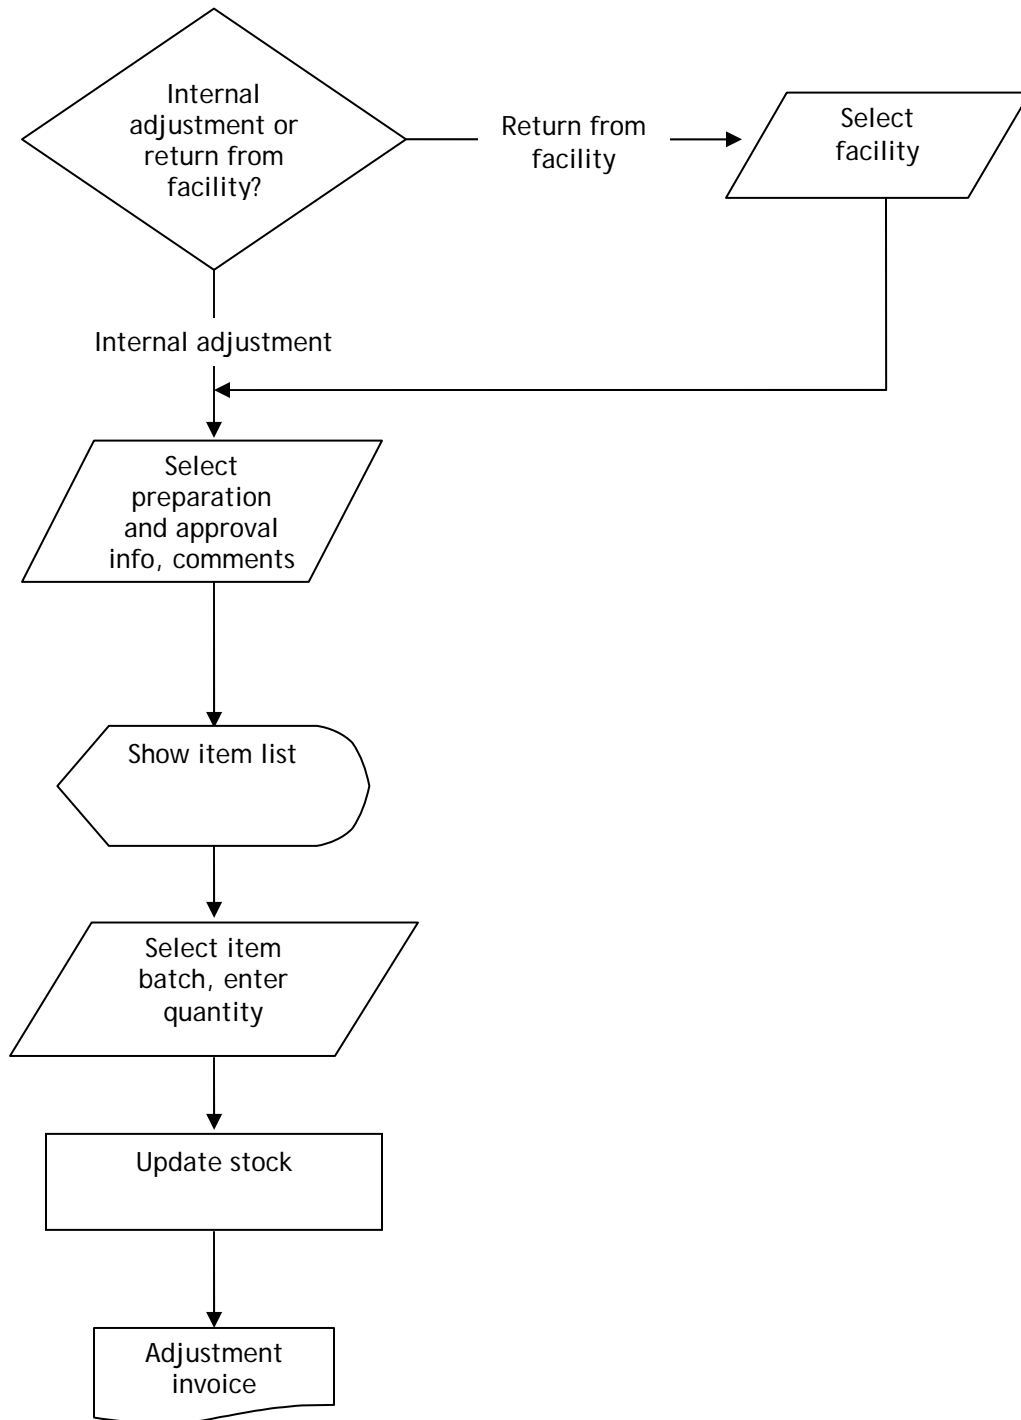 Internal
adjustment or
return from
facility?
Return from
facility
Select
facility
Internal adjustment
Select
preparation
and approval
info, comments
Show item list
Select item
batch, enter
quantity
Update stock
Adjustment
invoice